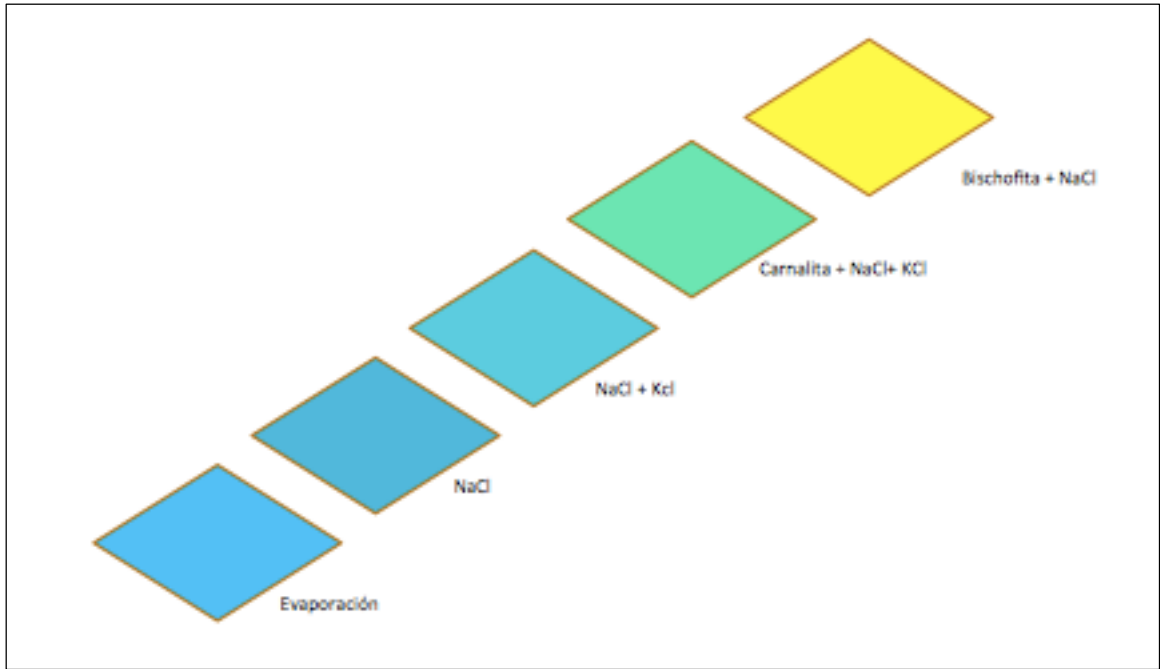 Bischofita + NaCl
Carnalita + NaCl+ KCl
NaCl + Kcl
NaCl
Evaporación